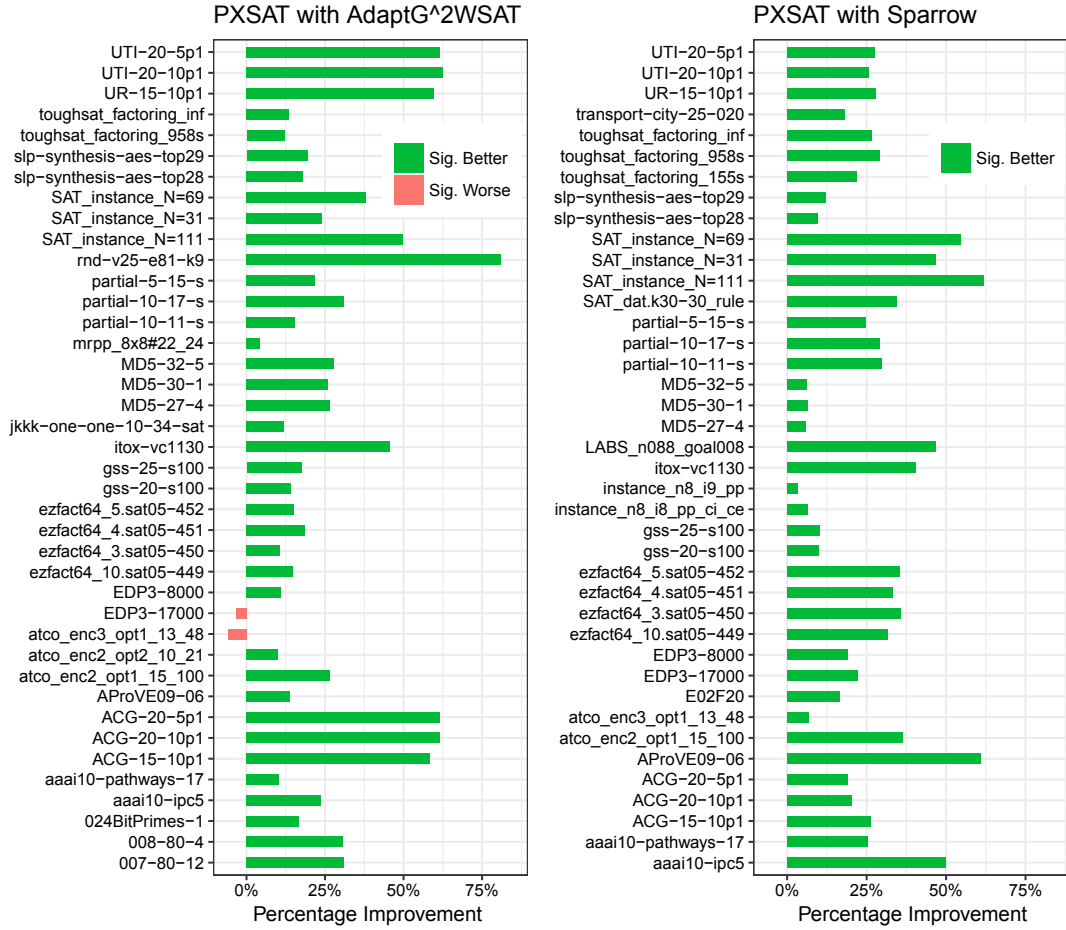 PXSAT with AdaptG^2WSAT
UTI-20-5p1
UTI-20-10p1
UR-15-10p1
toughsat_factoring_inf
toughsat_factoring_958s
slp-synthesis-aes-top29
slp-synthesis-aes-top28
SAT_instance_N=69
SAT_instance_N=31
SAT_instance_N=111
rnd-v25-e81-k9
partial-5-15-s
partial-10-17-s
partial-10-11-s
mrpp_8x8#22_24
MD5-32-5
MD5-30-1
MD5-27-4
jkkk-one-one-10-34-sat
itox-vc1130
gss-25-s100
gss-20-s100
ezfact64_5.sat05-452
ezfact64_4.sat05-451
ezfact64_3.sat05-450
ezfact64_10.sat05-449
EDP3-8000
EDP3-17000
atco_enc3_opt1_13_48
atco_enc2_opt2_10_21
atco_enc2_opt1_15_100
AProVE09-06
ACG-20-5p1
ACG-20-10p1
ACG-15-10p1
aaai10-pathways-17
aaai10-ipc5
024BitPrimes-1
008-80-4
007-80-12
Sig. Better
Sig. Worse
0% 25% 50% 75%
Percentage Improvement
PXSAT with Sparrow
UTI-20-5p1
UTI-20-10p1
UR-15-10p1
transport-city-25-020
toughsat_factoring_inf
toughsat_factoring_958s
toughsat_factoring_155s
slp-synthesis-aes-top29
slp-synthesis-aes-top28
SAT_instance_N=69
SAT_instance_N=31
SAT_instance_N=111
SAT_dat.k30-30_rule
partial-5-15-s
partial-10-17-s
partial-10-11-s
MD5-32-5
MD5-30-1
MD5-27-4
LABS_n088_goal008
itox-vc1130
instance_n8_i9_pp
instance_n8_i8_pp_ci_ce
gss-25-s100
gss-20-s100
ezfact64_5.sat05-452
ezfact64_4.sat05-451
ezfact64_3.sat05-450
ezfact64_10.sat05-449
EDP3-8000
EDP3-17000
E02F20
atco_enc3_opt1_13_48
atco_enc2_opt1_15_100
AProVE09-06
ACG-20-5p1
ACG-20-10p1
ACG-15-10p1
aaai10-pathways-17
aaai10-ipc5
Sig. Better
0% 25% 50% 75%
Percentage Improvement